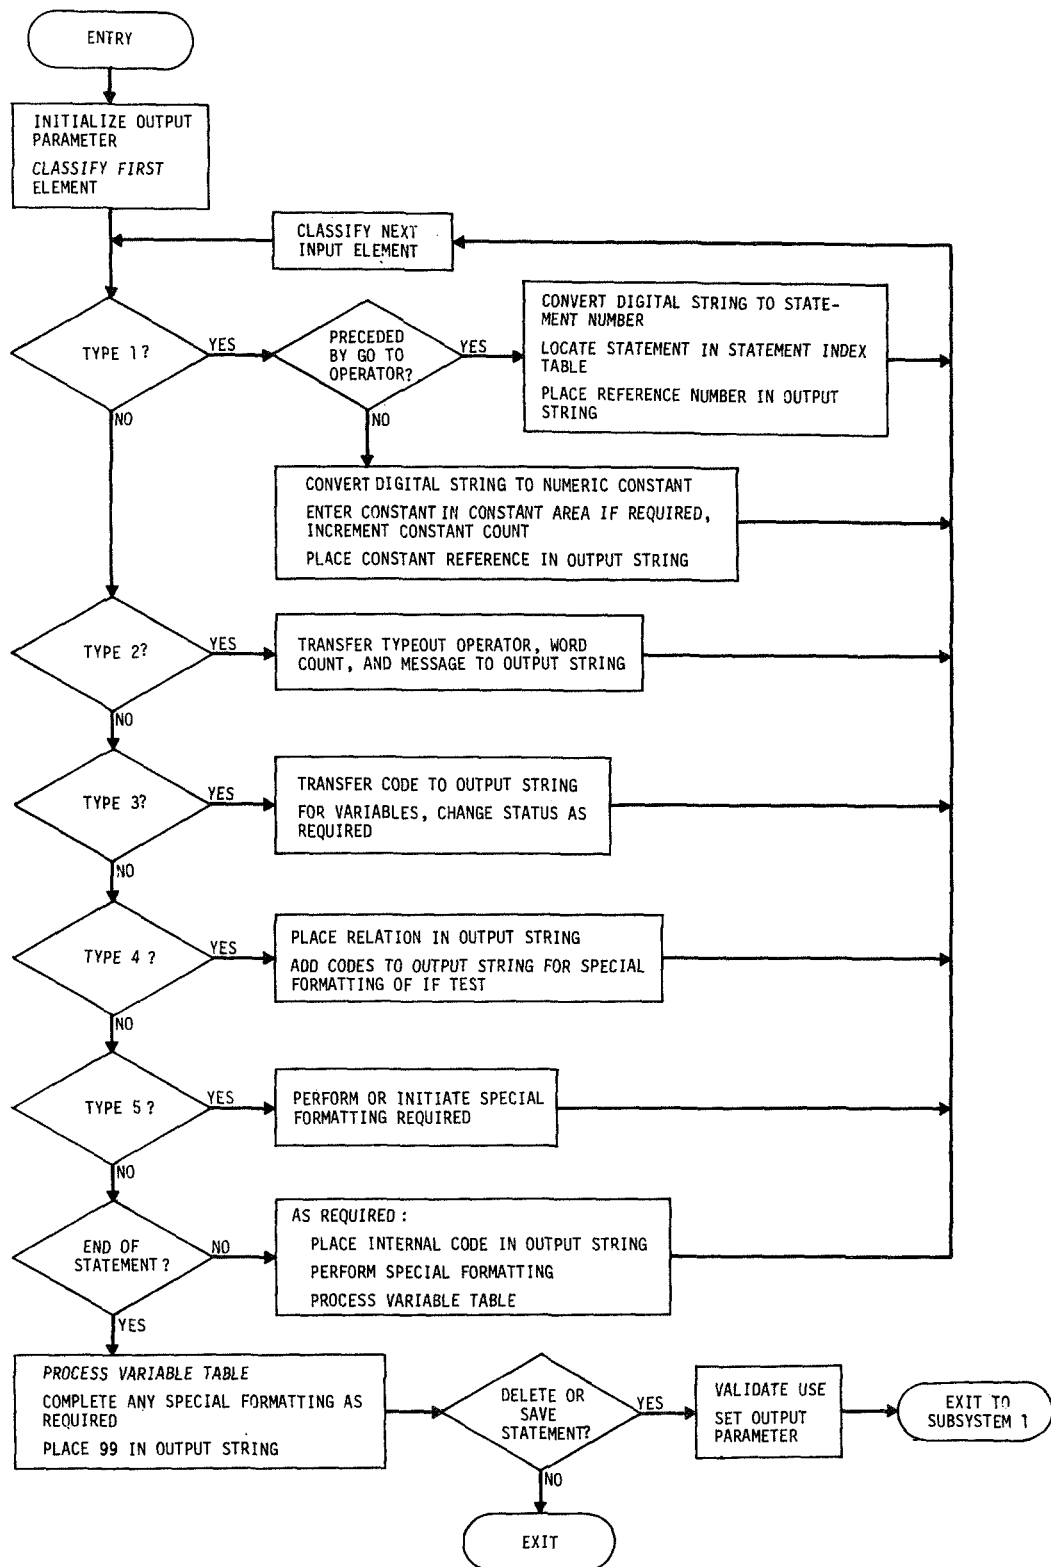 ENTRY
INITIALIZE OUTPUT
PARAMETER
CLASSIFY FIRST
ELEMENT
CLASSIFY NEXT
INPUT ELEMENT
TYPE 1?
YES
NO
PRECEDED
BY GO TO
OPERATOR?
YES
NO
CONVERT DIGITAL STRING TO STATE-
MENT NUMBER
LOCATE STATEMENT IN STATEMENT INDEX
TABLE
PLACE REFERENCE NUMBER IN OUTPUT
STRING
CONVERT DIGITAL STRING TO NUMERIC CONSTANT
ENTER CONSTANT IN CONSTANT AREA IF REQUIRED,
INCREMENT CONSTANT COUNT
PLACE CONSTANT REFERENCE IN OUTPUT STRING
TYPE 2?
YES
NO
TRANSFER TYPEOUT OPERATOR, WORD
COUNT, AND MESSAGE TO OUTPUT STRING
TYPE 3?
YES
NO
TRANSFER CODE TO OUTPUT STRING
FOR VARIABLES, CHANGE STATUS AS
REQUIRED
TYPE 4 ?
YES
NO
PLACE RELATION IN OUTPUT STRING
ADD CODES TO OUTPUT STRING FOR SPECIAL
FORMATTING OF IF TEST
TYPE 5 ?
YES
NO
PERFORM OR INITIATE SPECIAL
FORMATTING REQUIRED
END OF
STATEMENT ?
NO
YES
AS REQUIRED :
PLACE INTERNAL CODE IN OUTPUT STRING
PERFORM SPECIAL FORMATTING
PROCESS VARIABLE TABLE
PROCESS VARIABLE TABLE
COMPLETE ANY SPECIAL FORMATTING AS
REQUIRED
PLACE 99 IN OUTPUT STRING
DELETE OR
SAVE
STATEMENT?
YES
NO
VALIDATE USE
SET OUTPUT
PARAMETER
EXIT TO
SUBSYSTEM 1
EXIT